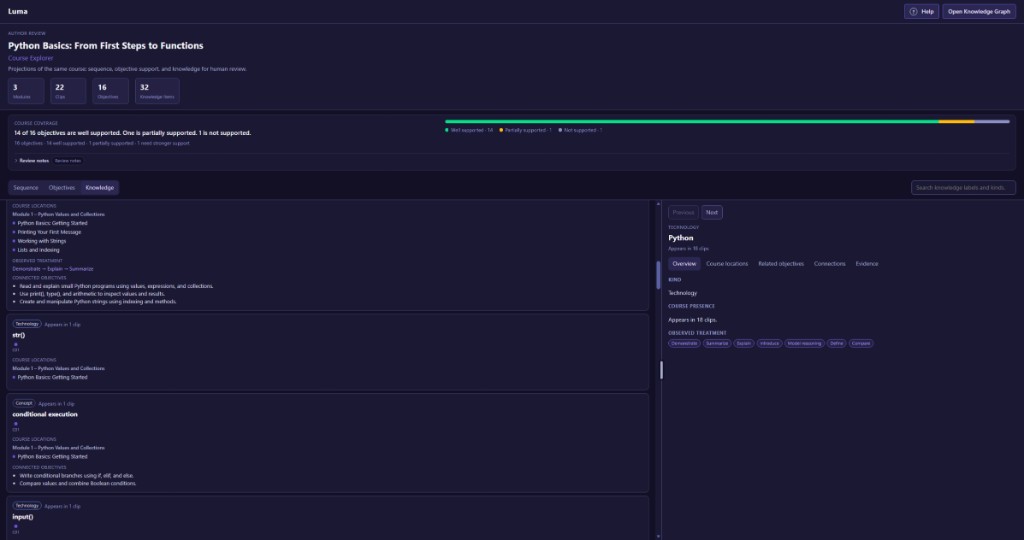 Luma
Help
Open Knowledge Graph
AUTHOR REVIEW
Python Basics: From First Steps to Functions
Course Explorer
Projections of the same course: sequence, objective support, and knowledge for human review.
3
Modules
22
Clips
16
Objectives
32
Knowledge items
COURSE COVERAGE
14 of 16 objectives are well supported. One is partially supported. 1 is not supported.
16 objectives · 14 well supported · 1 partially supported · 1 need stronger support
Well supported · 14
Partially supported · 1
Not supported · 1
Review notes
Review notes
Sequence
Objectives
Knowledge
Search knowledge labels and kinds.
COURSE LOCATIONS
Module 1 – Python Values and Collections
Python Basics: Getting Started
Printing Your First Message
Working with Strings
Lists and Indexing
OBSERVED TREATMENT
Demonstrate → Explain → Summarize
CONNECTED OBJECTIVES
Read and explain small Python programs using values, expressions, and collections.
Use print(), type(), and arithmetic to inspect values and results.
Create and manipulate Python strings using indexing and methods.
Technology
Appears in 1 clip
str()
C01
COURSE LOCATIONS
Module 1 – Python Values and Collections
Python Basics: Getting Started
Concept
Appears in 1 clip
conditional execution
C01
COURSE LOCATIONS
Module 1 – Python Values and Collections
Python Basics: Getting Started
CONNECTED OBJECTIVES
Write conditional branches using if, elif, and else.
Compare values and combine Boolean conditions.
Technology
Appears in 1 clip
input()
C01
Previous
Next
TECHNOLOGY
Python
Appears in 18 clips
Overview
Course locations
Related objectives
Connections
Evidence
KIND
Technology
COURSE PRESENCE
Appears in 18 clips.
OBSERVED TREATMENT
Demonstrate
Summarize
Explain
Introduce
Model reasoning
Define
Compare